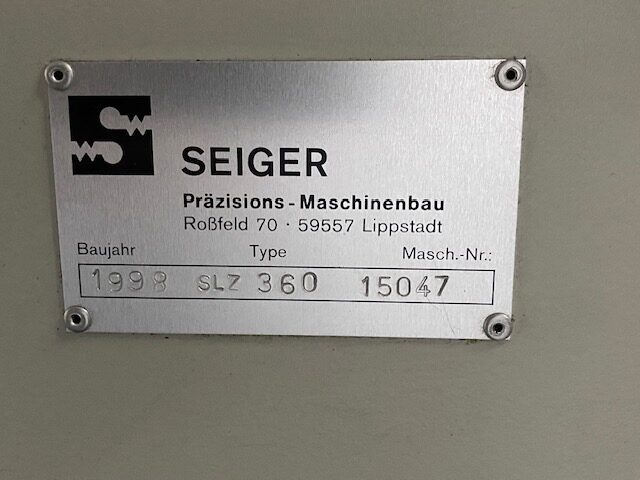 SEIGER
Präzisions-Maschinenbau
Roßfeld 70 · 59557 Lippstadt
Baujahr Type Masch.-Nr.:
1998 SLZ 360 15047